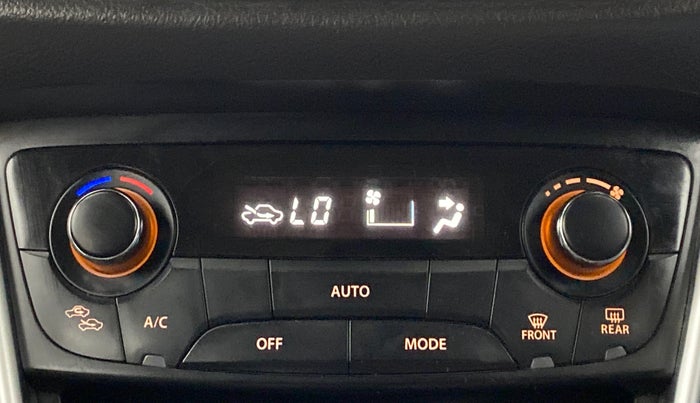 LO
AUTO
A/C
OFF
MODE
FRONT
REAR